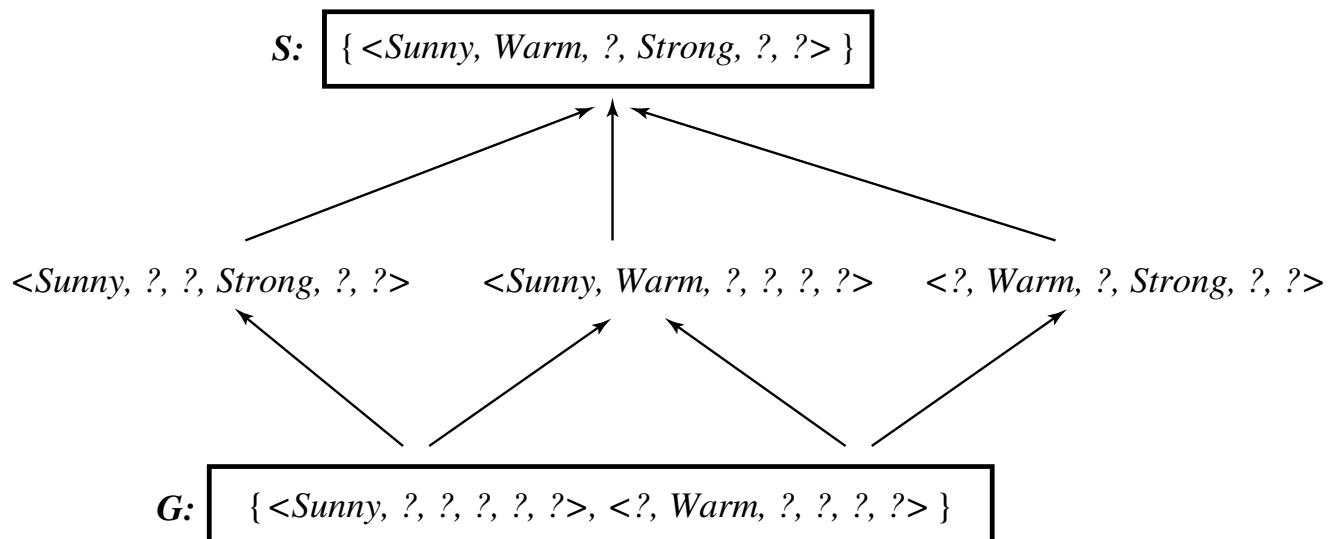 S: { <Sunny, Warm, ?, Strong, ?, ?> }
<Sunny, ?, ?, Strong, ?, ?> <Sunny, Warm, ?, ?, ?, ?> <?, Warm, ?, Strong, ?, ?>
G: { <Sunny, ?, ?, ?, ?, ?>, <?, Warm, ?, ?, ?, ?> }